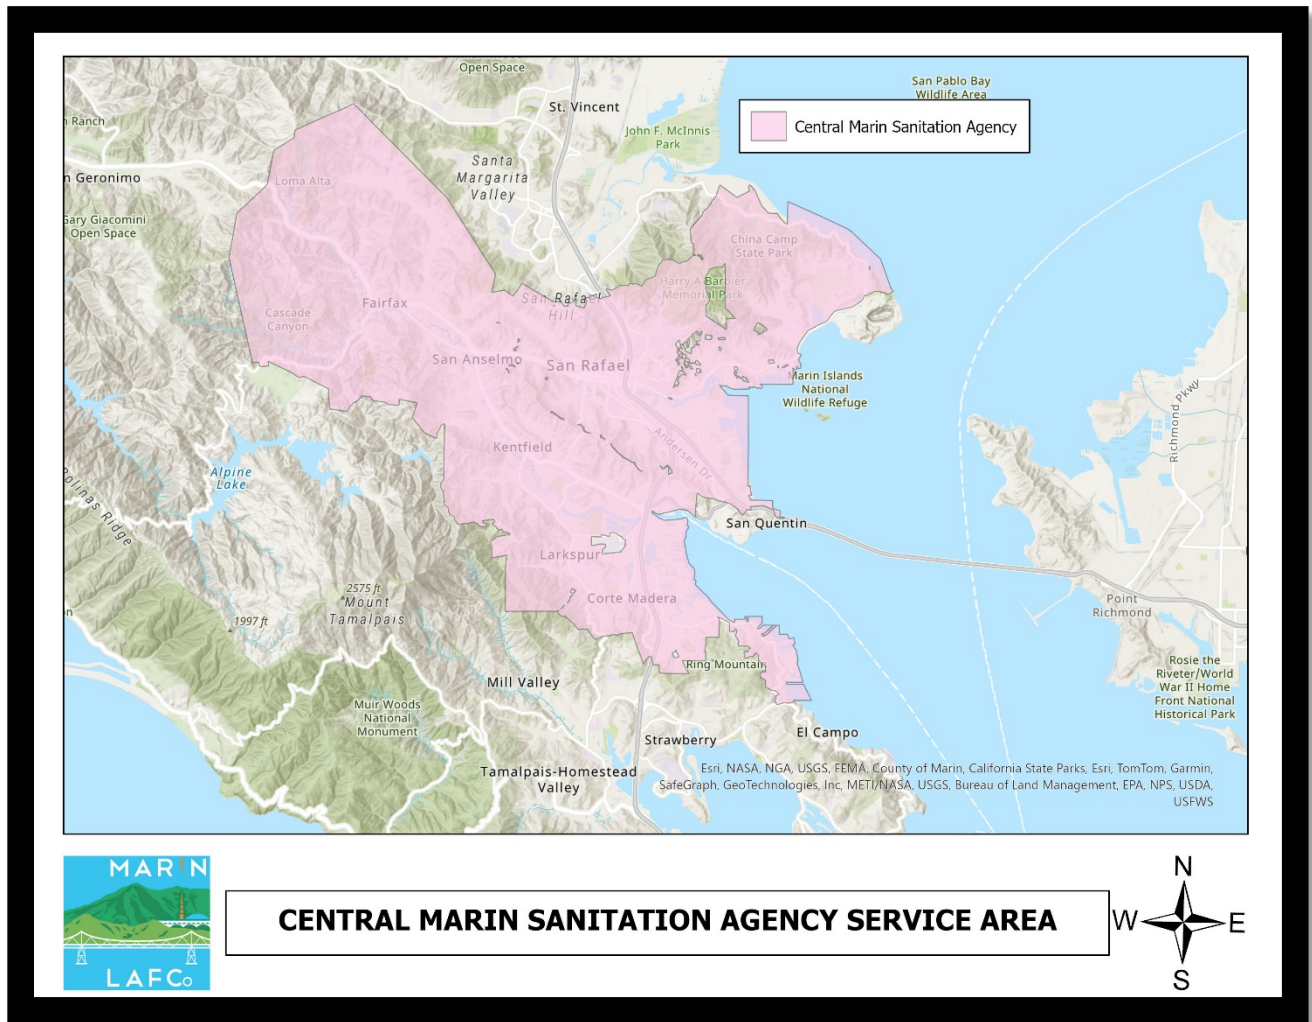 Open Space
San Pablo Bay
Wildlife Area
St. Vincent
Central Marin Sanitation Agency
n Ranch
John F. McInnis
Park
Santa
Margarita
Valley
n Geronimo
Loma Alta
Gary Giacomini
Open Space
China Camp
State Park
Harry A Barbier
Memorial Park
San Rafael
Hill
Fairfax
Cascade
Canyon
San Anselmo
San Rafael
Marin Islands
National
Wildlife Refuge
Richmond Pkwy
Kentfield
Andersen Dr
Alpine
Lake
olinas Ridge
San Quentin
Larkspur
2575 ft
Mount
Tamalpais
Corte Madera
Point
Richmond
1997 ft
on
Ring Mountain
Mill Valley
Rosie the
Riveter/World
War II Home
Front National
Historical Park
Muir Woods
National
Monument
Strawberry
El Campo
Tamalpais-Homestead
Valley
Esri, NASA, NGA, USGS, FEMA, County of Marin, California State Parks, Esri, TomTom, Garmin,
SafeGraph, GeoTechnologies, Inc, METI/NASA, USGS, Bureau of Land Management, EPA, NPS, USDA,
USFWS
MARIN
LAFCo
CENTRAL MARIN SANITATION AGENCY SERVICE AREA
N
W E
S